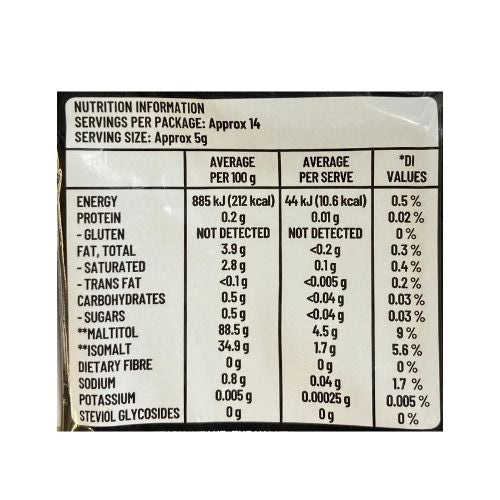 NUTRITION INFORMATION
SERVINGS PER PACKAGE: Approx 14
SERVING SIZE: Approx 5g
AVERAGE PER 100 g AVERAGE PER SERVE *DI VALUES
ENERGY 885 kJ (212 kcal) 44 kJ (10.6 kcal) 0.5 %
PROTEIN 0.2 g 0.01 g 0.02 %
- GLUTEN NOT DETECTED NOT DETECTED 0 %
FAT, TOTAL 3.9 g <0.2 g 0.3 %
- SATURATED 2.8 g 0.1 g 0.4 %
- TRANS FAT <0.1 g <0.005 g 0.2 %
CARBOHYDRATES 0.5 g <0.04 g 0.03 %
- SUGARS 0.5 g <0.04 g 0.03 %
**MALTITOL 88.5 g 4.5 g 9 %
**ISOMALT 34.9 g 1.7 g 5.6 %
DIETARY FIBRE 0 g 0 g 0 %
SODIUM 0.8 g 0.04 g 1.7 %
POTASSIUM 0.005 g 0.00025 g 0.005 %
STEVIOL GLYCOSIDES 0 g 0 g 0 %